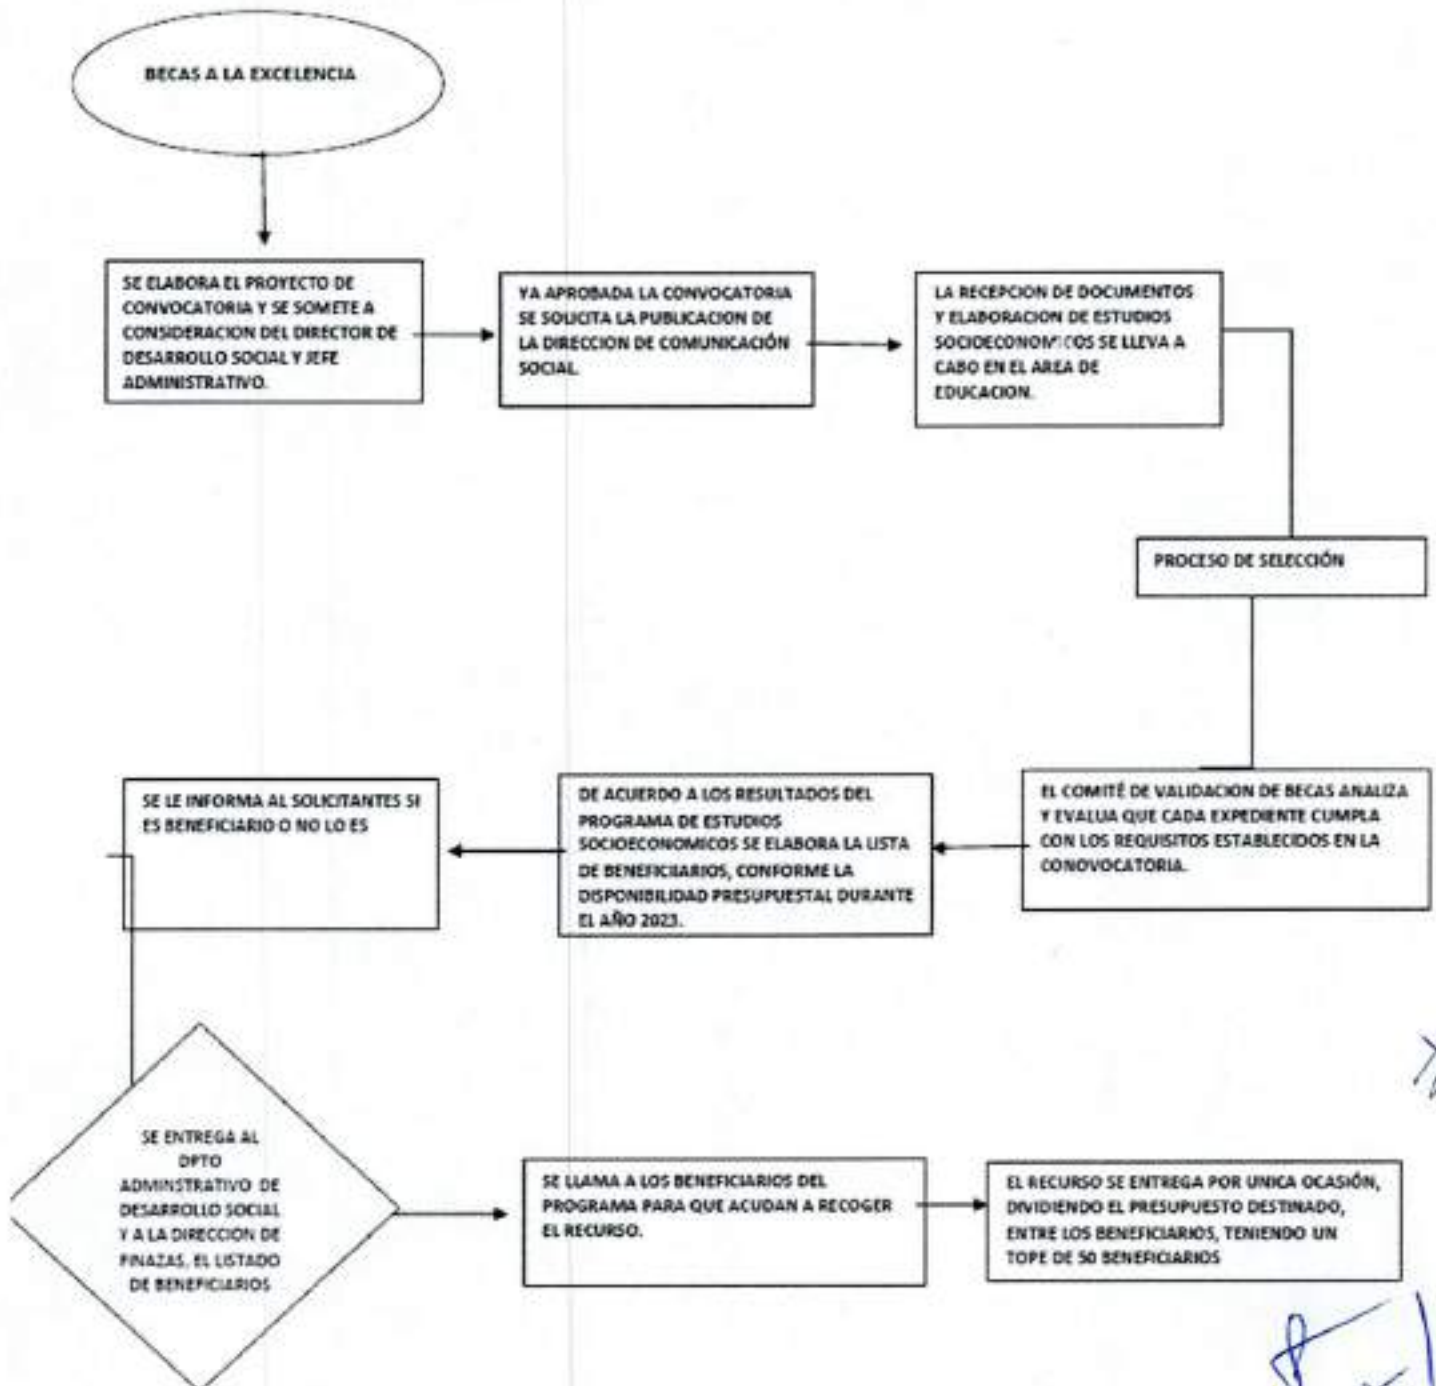 BECAS A LA EXCELENCIA
SE ELABORA EL PROYECTO DE
CONVOCATORIA Y SE SOMETE A
CONSIDERACION DEL DIRECTOR DE
DESARROLLO SOCIAL Y JEFE
ADMINISTRATIVO.
YA APROBADA LA CONVOCATORIA
SE SOLICITA LA PUBLICACION DE
LA DIRECCION DE COMUNICACIÓN
SOCIAL.
LA RECEPCION DE DOCUMENTOS
Y ELABORACION DE ESTUDIOS
SOCIOECONOMICOS SE LLEVA A
CABO EN EL AREA DE
EDUCACION.
PROCESO DE SELECCIÓN
EL COMITÉ DE VALIDACION DE BECAS ANALIZA
Y EVALUA QUE CADA EXPEDIENTE CUMPLA
CON LOS REQUISITOS ESTABLECIDOS EN LA
CONOVOCATORIA.
DE ACUERDO A LOS RESULTADOS DEL
PROGRAMA DE ESTUDIOS
SOCIOECONOMICOS SE ELABORA LA LISTA
DE BENEFICIIARIOS, CONFORME LA
DISPONIBILIDAD PRESUPUESTAL DURANTE
EL AÑO 2023.
SE LE INFORMA AL SOLICITANTES SI
ES BENEFICIARIO O NO LO ES
SE ENTREGA AL
DPTO
ADMINSTRATIVO DE
DESARROLLO SOCIAL
Y A LA DIRECCION DE
FINAZAS, EL LISTADO
DE BENEFICIARIOS
SE LLAMA A LOS BENEFICIARIOS DEL
PROGRAMA PARA QUE ACUDAN A RECOGER
EL RECURSO.
EL RECURSO SE ENTREGA POR UNICA OCASIÓN,
DIVIDIENDO EL PRESUPUESTO DESTINADO,
ENTRE LOS BENEFICIARIOS, TENIENDO UN
TOPE DE 50 BENEFICIARIOS